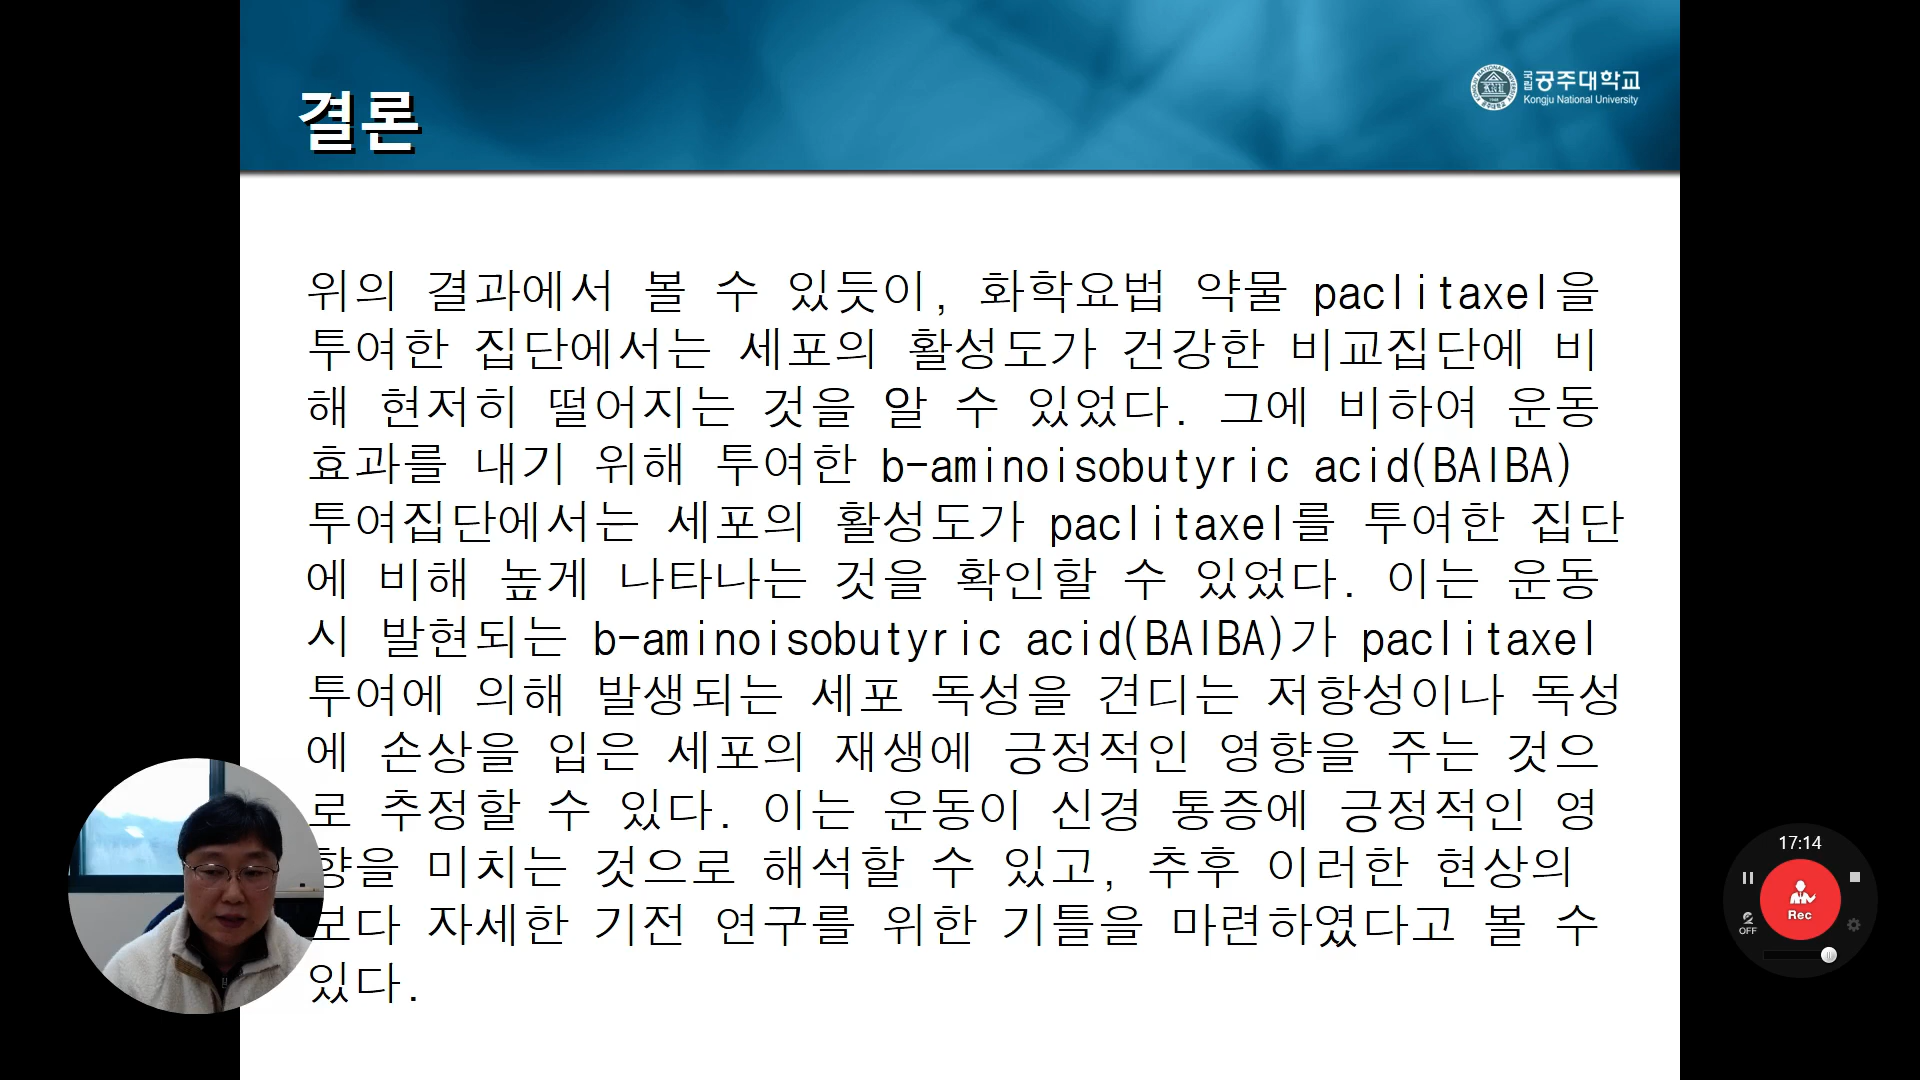 결론
국립공주대학교
Kongju National University
위의 결과에서 볼 수 있듯이, 화학요법 약물 paclitaxel을
투여한 집단에서는 세포의 활성도가 건강한 비교집단에 비
해 현저히 떨어지는 것을 알 수 있었다. 그에 비하여 운동
효과를 내기 위해 투여한 b-aminoisobutyric acid(BAIBA)
투여집단에서는 세포의 활성도가 paclitaxel를 투여한 집단
에 비해 높게 나타나는 것을 확인할 수 있었다. 이는 운동
시 발현되는 b-aminoisobutyric acid(BAIBA)가 paclitaxel
투여에 의해 발생되는 세포 독성을 견디는 저항성이나 독성
에 손상을 입은 세포의 재생에 긍정적인 영향을 주는 것으
로 추정할 수 있다. 이는 운동이 신경 통증에 긍정적인 영
향을 미치는 것으로 해석할 수 있고, 추후 이러한 현상의
보다 자세한 기전 연구를 위한 기틀을 마련하였다고 볼 수
있다.
17:14
Rec
OFF